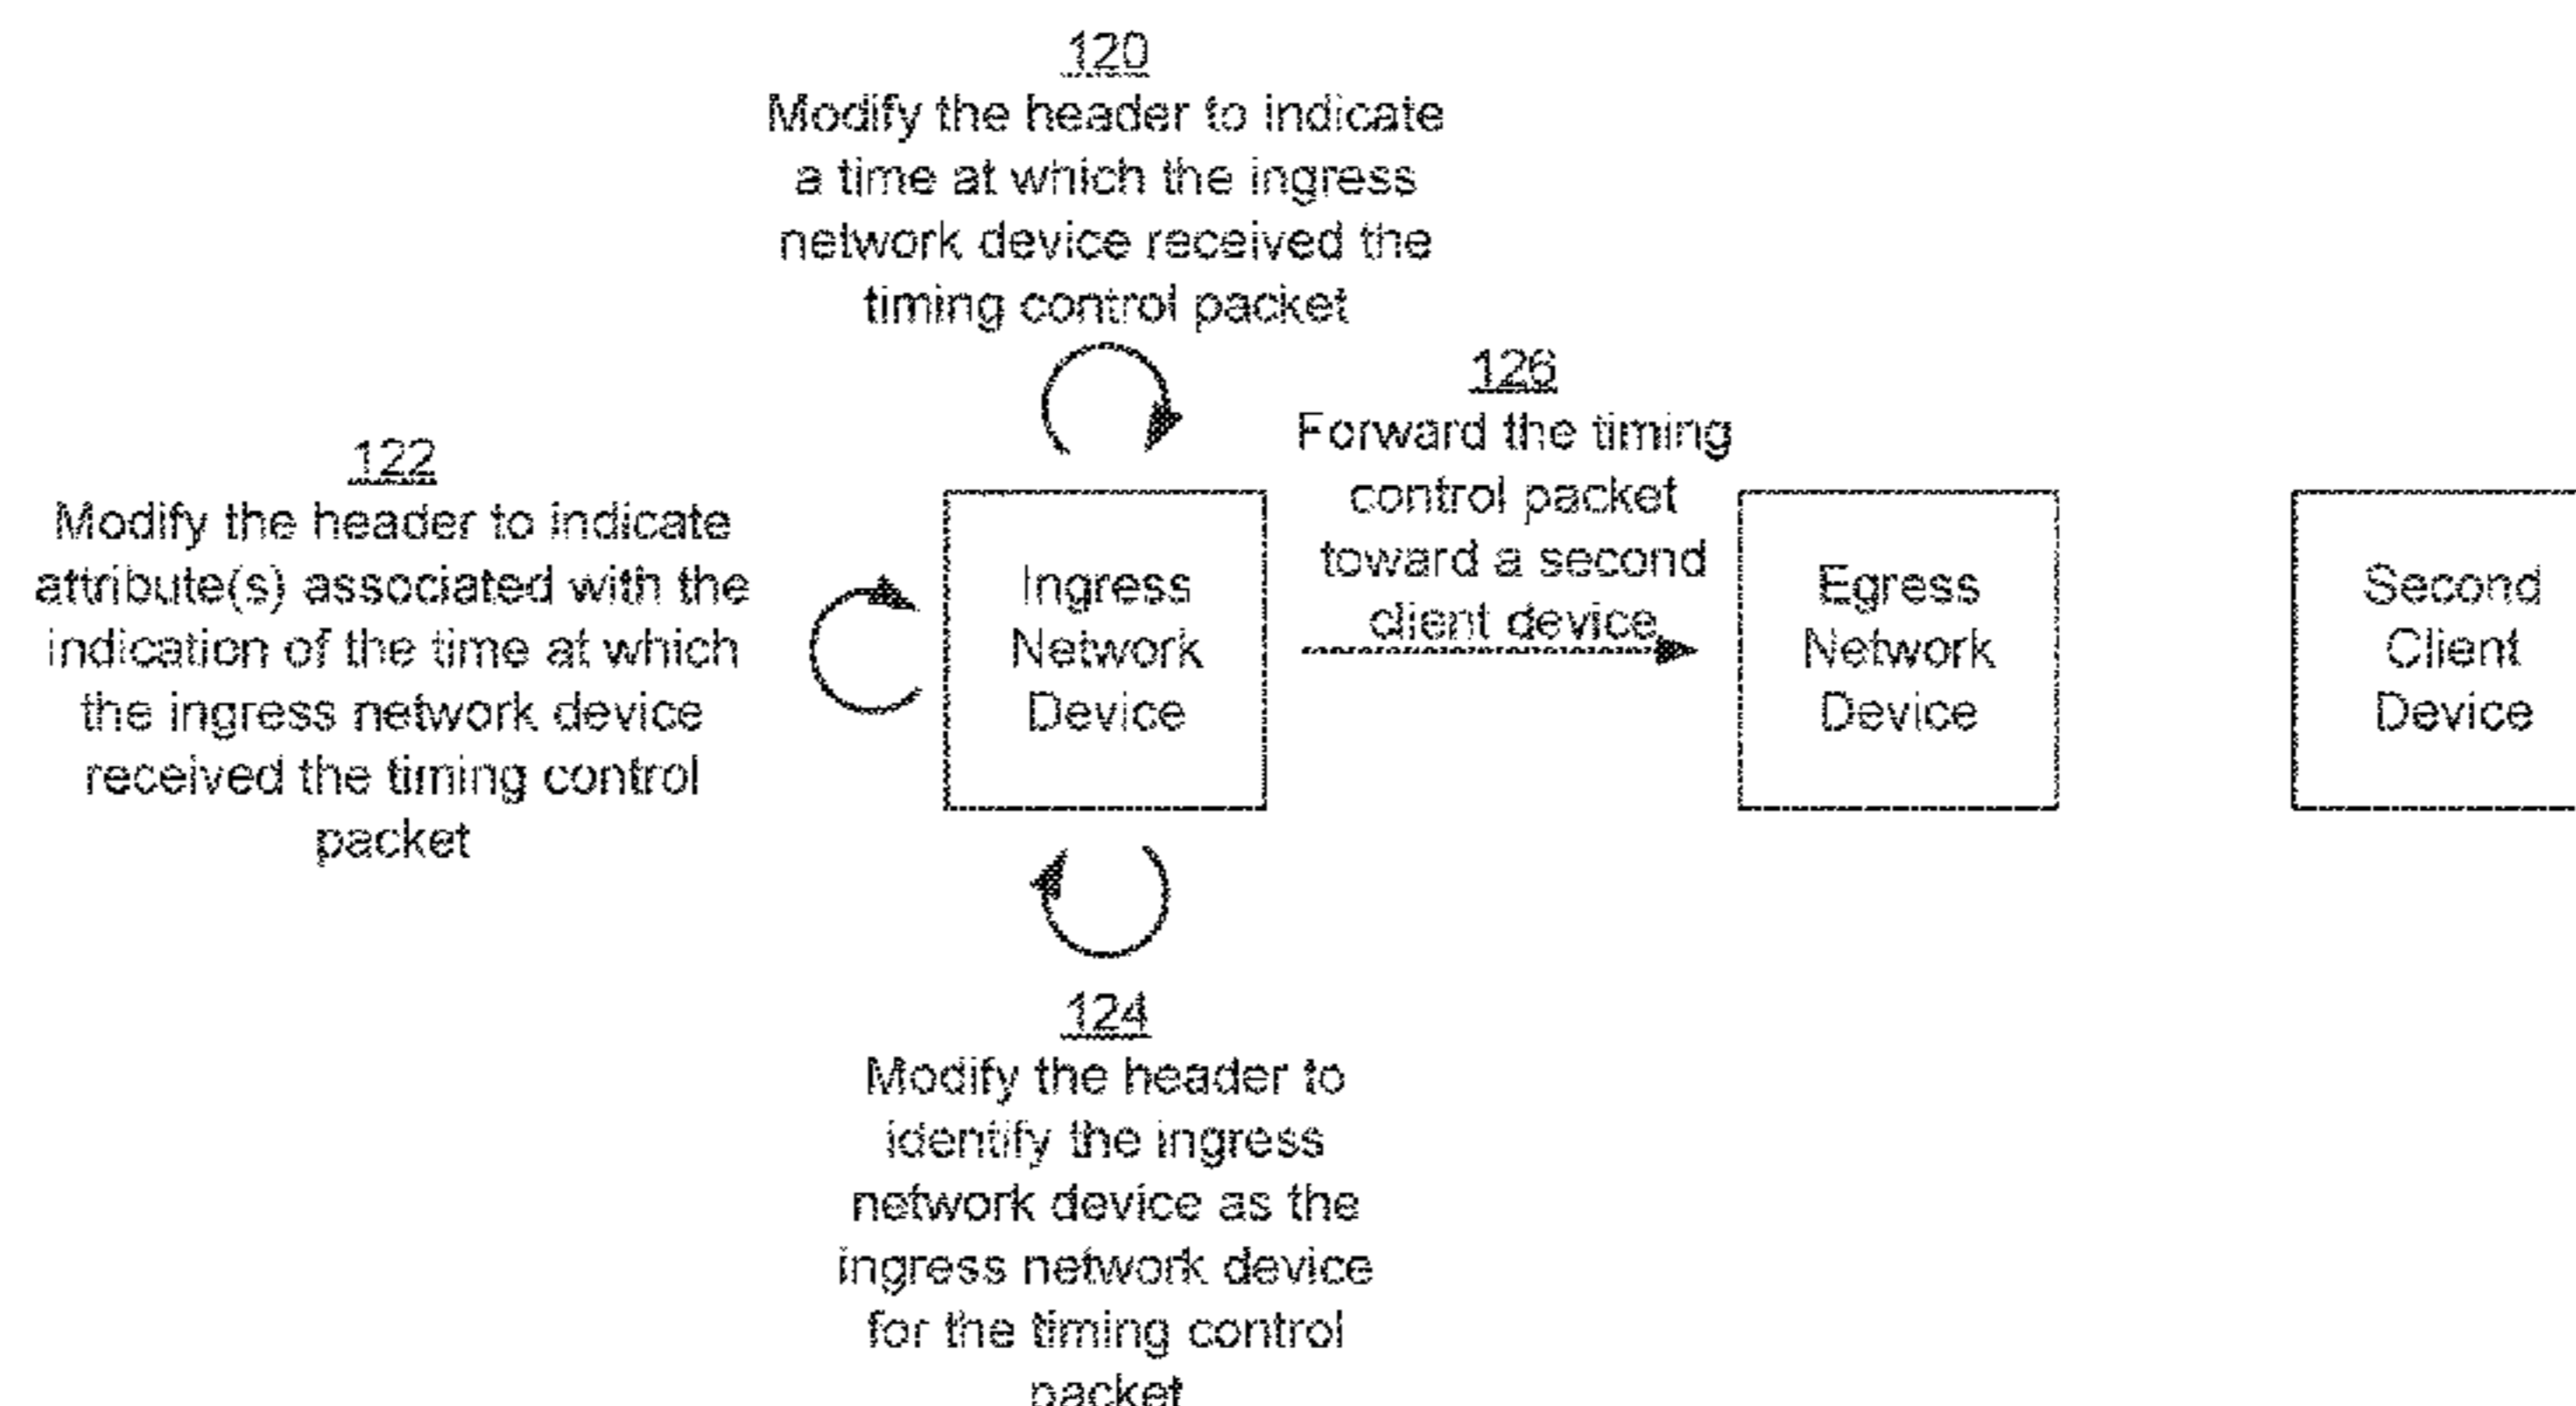 120
Modify the header to indicate
a time at which the ingress
network device received the
timing control packet
126
Forward the timing
control packet
toward a second
client device
122
Modify the header to indicate
attribute(s) associated with the
indication of the time at which
the ingress network device
received the timing control
packet
Ingress
Network
Device
Egress
Network
Device
Second
Client
Device
124
Modify the header to
identify the ingress
network device as the
ingress network device
for the timing control
packet